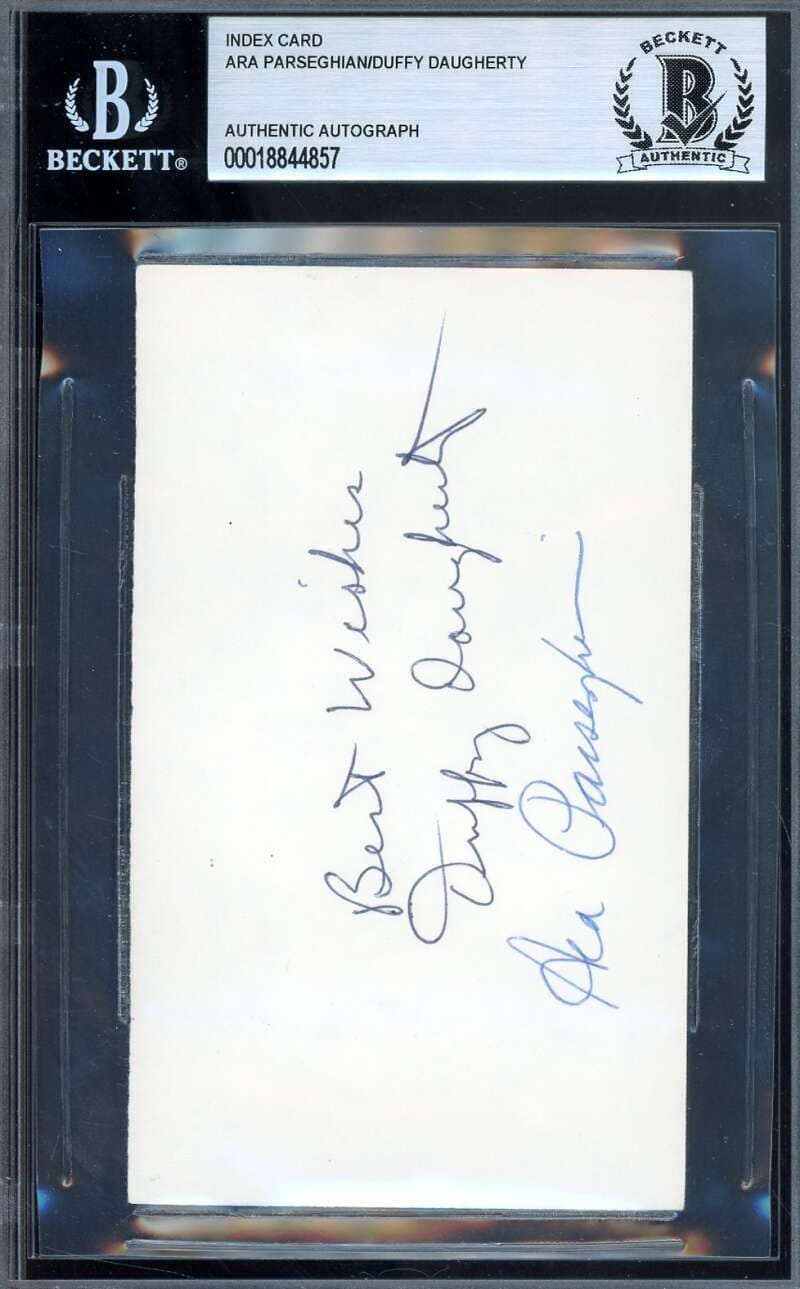 B
BECKETT®
INDEX CARD
ARA PARSEGHIAN/DUFFY DAUGHERTY
AUTHENTIC AUTOGRAPH
00018844857
BECKETT
B
AUTHENTIC
Best Wishes
Duffy Daugherty
Ara Parseghian